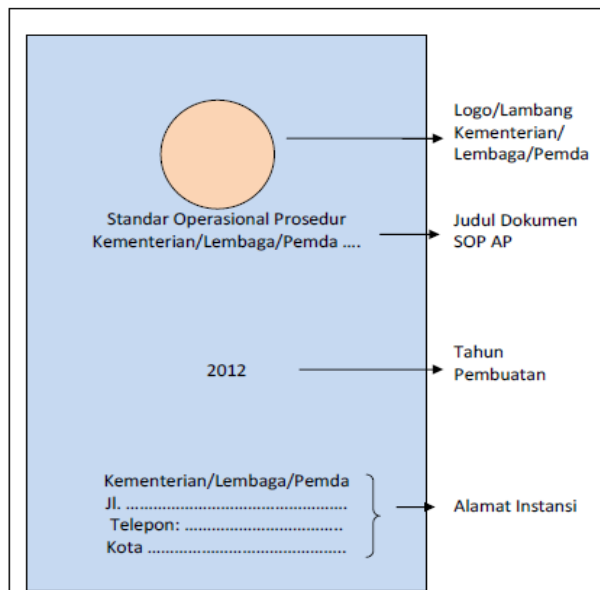 Logo/Lambang
Kementerian/
Lembaga/Pemda
Standar Operasional Prosedur
Kementerian/Lembaga/Pemda ....
Judul Dokumen
SOP AP
2012
Tahun
Pembuatan
Kementerian/Lembaga/Pemda
Jl. ................................................
Telepon: ..................................
Kota ...........................................
Alamat Instansi